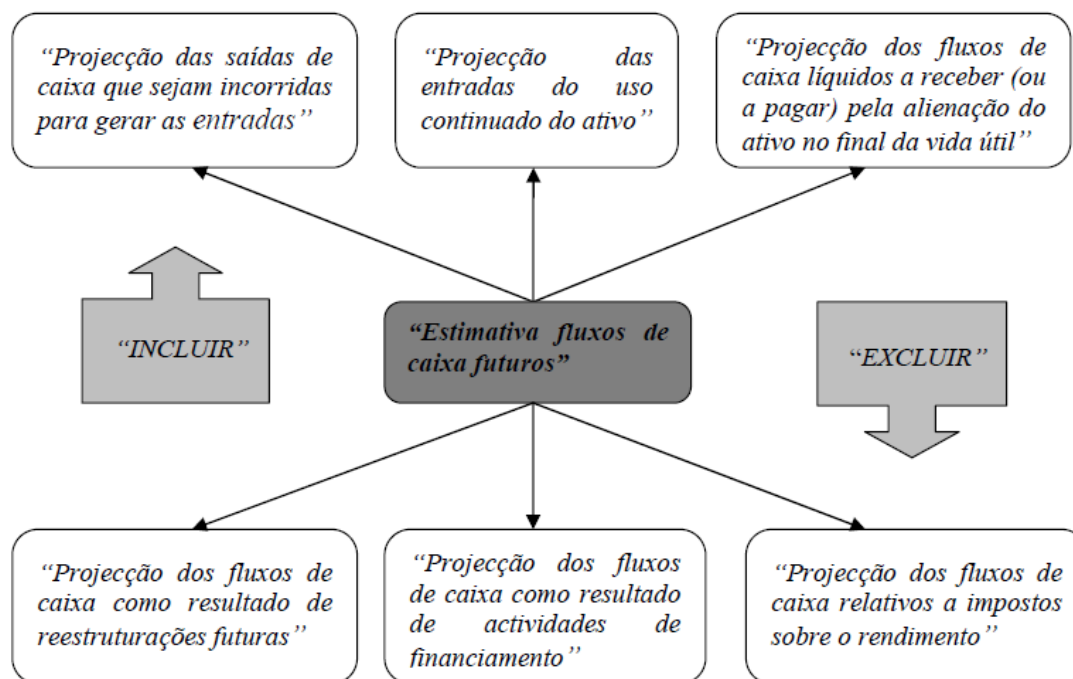 “Projecção das saídas de
caixa que sejam incorridas
para gerar as entradas”
“Projecção das
entradas do uso
continuado do ativo”
“Projecção dos fluxos de
caixa líquidos a receber (ou
a pagar) pela alienação do
ativo no final da vida útil”
“INCLUIR”
“Estimativa fluxos de
caixa futuros”
“EXCLUIR”
“Projecção dos fluxos de
caixa como resultado de
reestruturações futuras”
“Projecção dos fluxos
de caixa como resultado
de actividades de
financiamento”
“Projecção dos fluxos de
caixa relativos a impostos
sobre o rendimento”